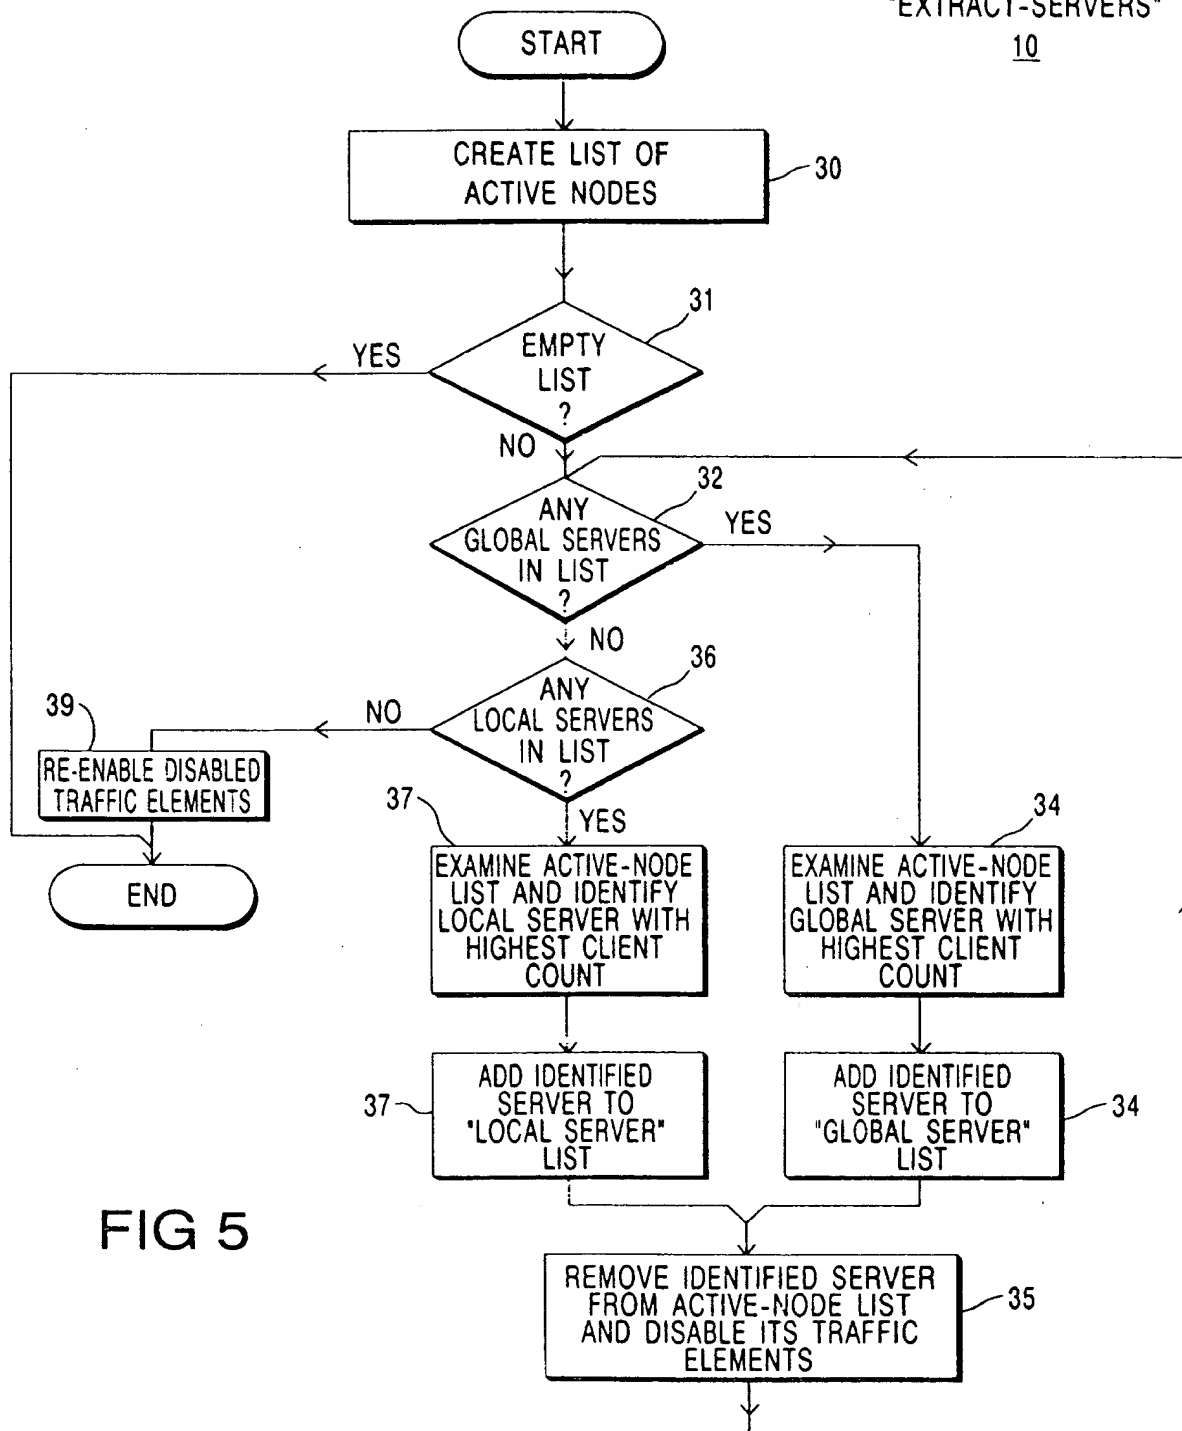 "EXTRACY-SERVERS"
10
START
CREATE LIST OF
ACTIVE NODES
30
31
EMPTY
LIST
?
YES
NO
32
ANY
GLOBAL SERVERS
IN LIST
?
YES
NO
36
ANY
LOCAL SERVERS
IN LIST
?
NO
YES
39
RE-ENABLE DISABLED
TRAFFIC ELEMENTS
END
37
EXAMINE ACTIVE-NODE
LIST AND IDENTIFY
LOCAL SERVER WITH
HIGHEST CLIENT
COUNT
34
EXAMINE ACTIVE-NODE
LIST AND IDENTIFY
GLOBAL SERVER WITH
HIGHEST CLIENT
COUNT
37
ADD IDENTIFIED
SERVER TO
"LOCAL SERVER"
LIST
ADD IDENTIFIED
SERVER TO
"GLOBAL SERVER"
LIST
34
FIG 5
REMOVE IDENTIFIED SERVER
FROM ACTIVE-NODE LIST
AND DISABLE ITS TRAFFIC
ELEMENTS
35